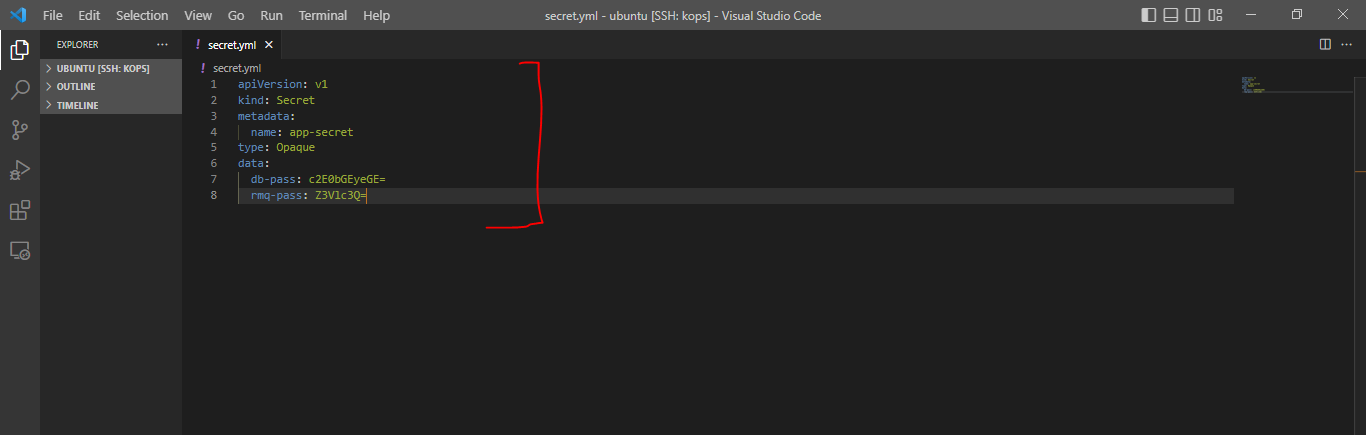 File Edit Selection View Go Run Terminal Help
secret.yml - ubuntu [SSH: kops] - Visual Studio Code
EXPLORER
UBUNTU [SSH: KOPS]
OUTLINE
TIMELINE
! secret.yml
! secret.yml
1 apiVersion: v1
2 kind: Secret
3 metadata:
4   name: app-secret
5 type: Opaque
6 data:
7   db-pass: c2E0bGEyeGE=
8   rmq-pass: Z3Vlc3Q=